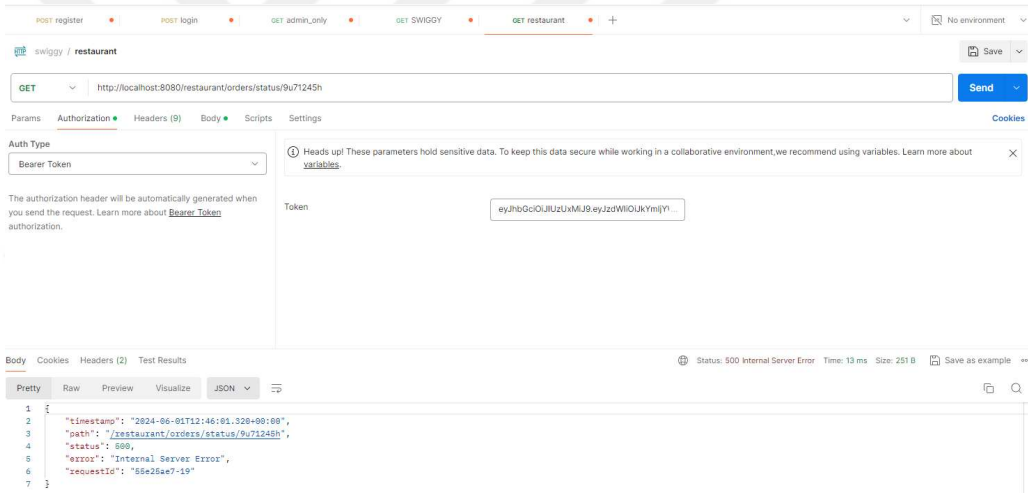 POST register POST login GET admin_only GET SWIGGY GET restaurant + No environment
swiggy / restaurant Save
GET http://localhost:8080/restaurant/orders/status/9u71245h Send
Params Authorization Headers (9) Body Scripts Settings Cookies
Auth Type
Bearer Token
Heads up! These parameters hold sensitive data. To keep this data secure while working in a collaborative environment,we recommend using variables. Learn more about
variables.
The authorization header will be automatically generated when
you send the request. Learn more about Bearer Token
authorization.
Token
Body Cookies Headers (2) Test Results Status: 500 Internal Server Error Time: 13 ms Size: 251 B Save as example
Pretty Raw Preview Visualize JSON
1 {
2 "timestamp": "2024-06-01T12:46:01.320+00:00",
3 "path": "/restaurant/orders/status/9u71245h",
4 "status": 500,
5 "error": "Internal Server Error",
6 "requestId": "55e25ae7-19"
7 }